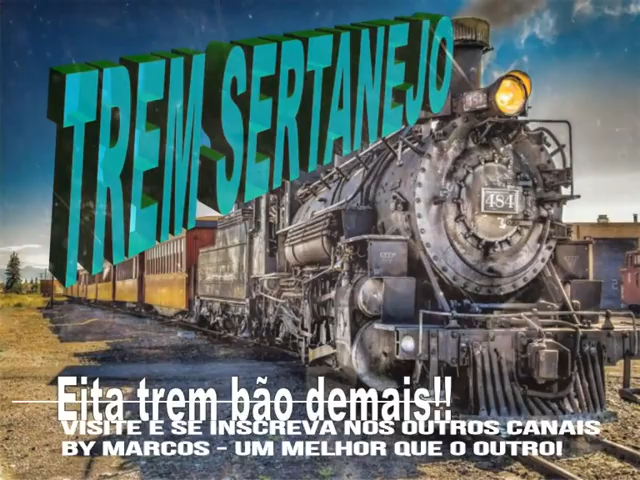 TREM SERTANEJO
484
Eita trem bão demais!!
VISITE E SE INSCREVA NOS OUTROS CANAIS
BY MARCOS - UM MELHOR QUE O OUTRO!